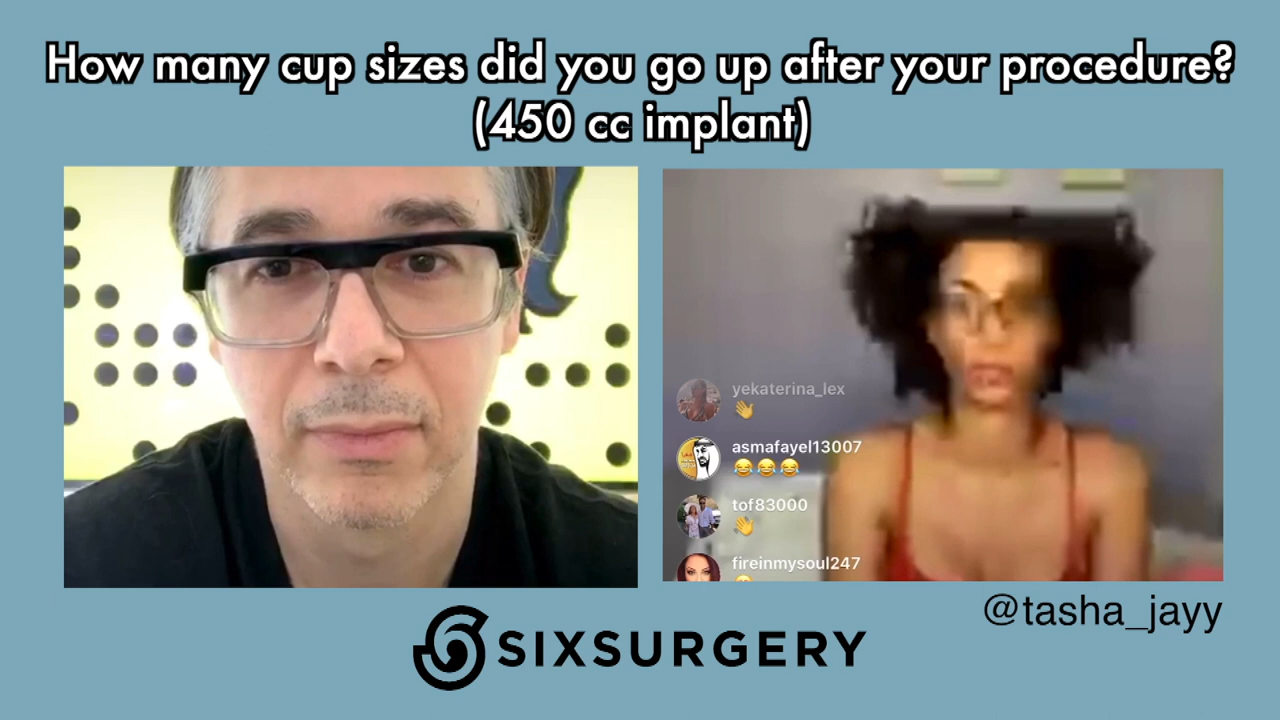 How many cup sizes did you go up after your procedure?
(450 cc implant)
yekaterina_lex
👋
asmafayel13007
😂😂😂
tof83000
👋
fireinmysoul247
@tasha_jayy
SIXSURGERY